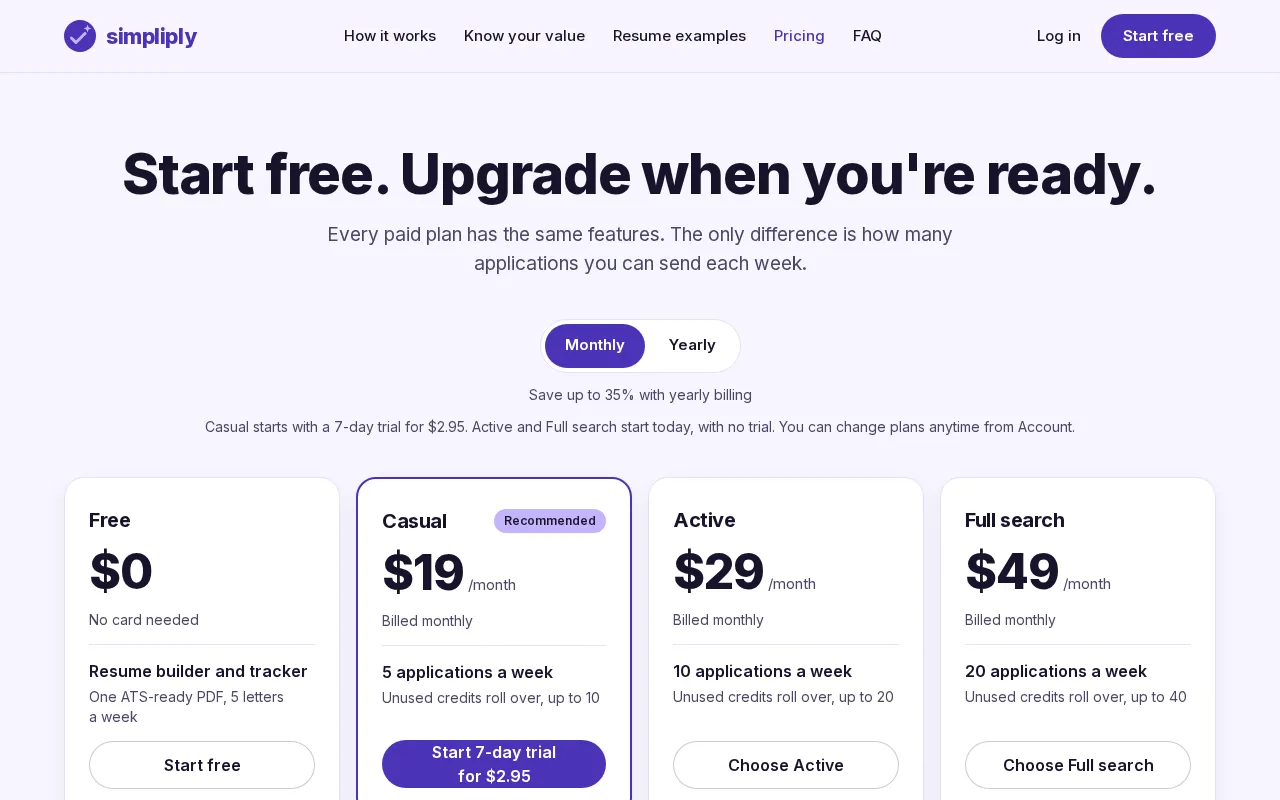 simpliply
How it works
Know your value
Resume examples
Pricing
FAQ
Log in
Start free
Start free. Upgrade when you're ready.
Every paid plan has the same features. The only difference is how many
applications you can send each week.
Monthly
Yearly
Save up to 35% with yearly billing
Casual starts with a 7-day trial for $2.95. Active and Full search start today, with no trial. You can change plans anytime from Account.
Free
$0
No card needed
Resume builder and tracker
One ATS-ready PDF, 5 letters
a week
Start free
Casual
Recommended
$19 /month
Billed monthly
5 applications a week
Unused credits roll over, up to 10
Start 7-day trial
for $2.95
Active
$29 /month
Billed monthly
10 applications a week
Unused credits roll over, up to 20
Choose Active
Full search
$49 /month
Billed monthly
20 applications a week
Unused credits roll over, up to 40
Choose Full search